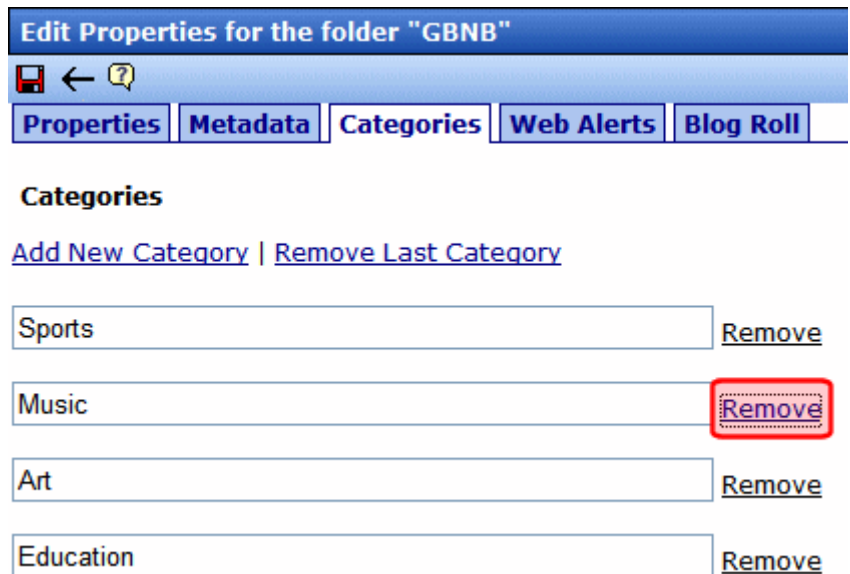 Edit Properties for the folder "GBNB"
?
Properties Metadata Categories Web Alerts Blog Roll
Categories
Add New Category | Remove Last Category
Sports Remove
Music Remove
Art Remove
Education Remove